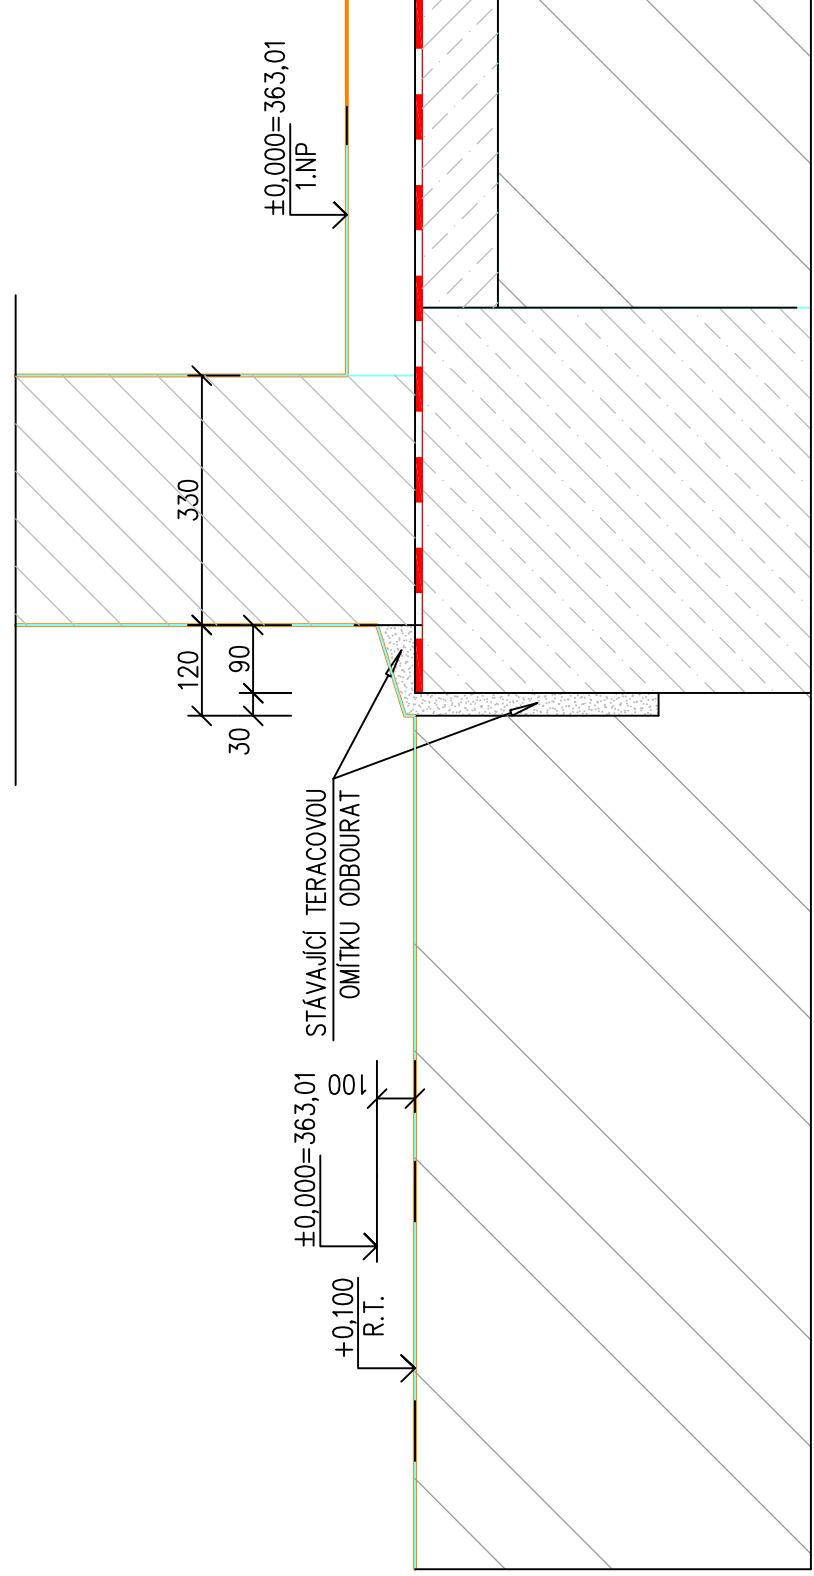 ±0,000=363,01
1.NP
330
120
90
30
STÁVAJÍCÍ TERACOVOU
OMÍTKU ODBOURAT
100
±0,000=363,01
+0,100
R.T.